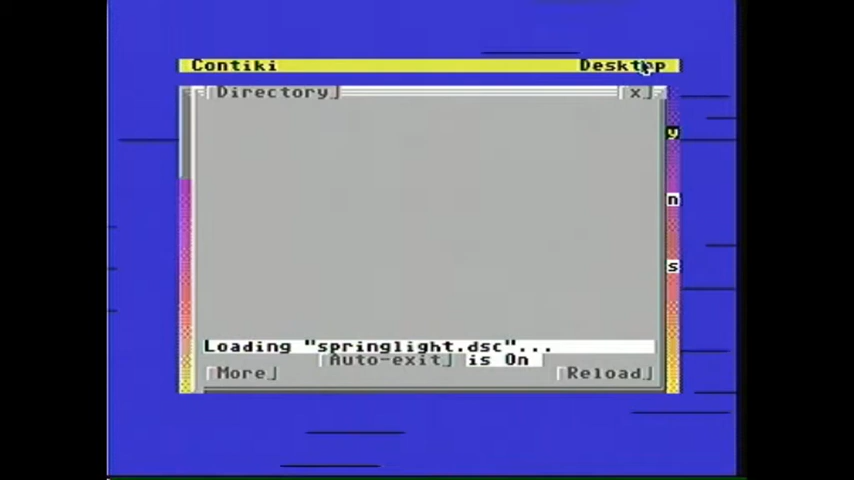 Contiki Desktop
Directory x
y
n
s
Loading "springlight.dsc"...
Auto-exit is On
More Reload